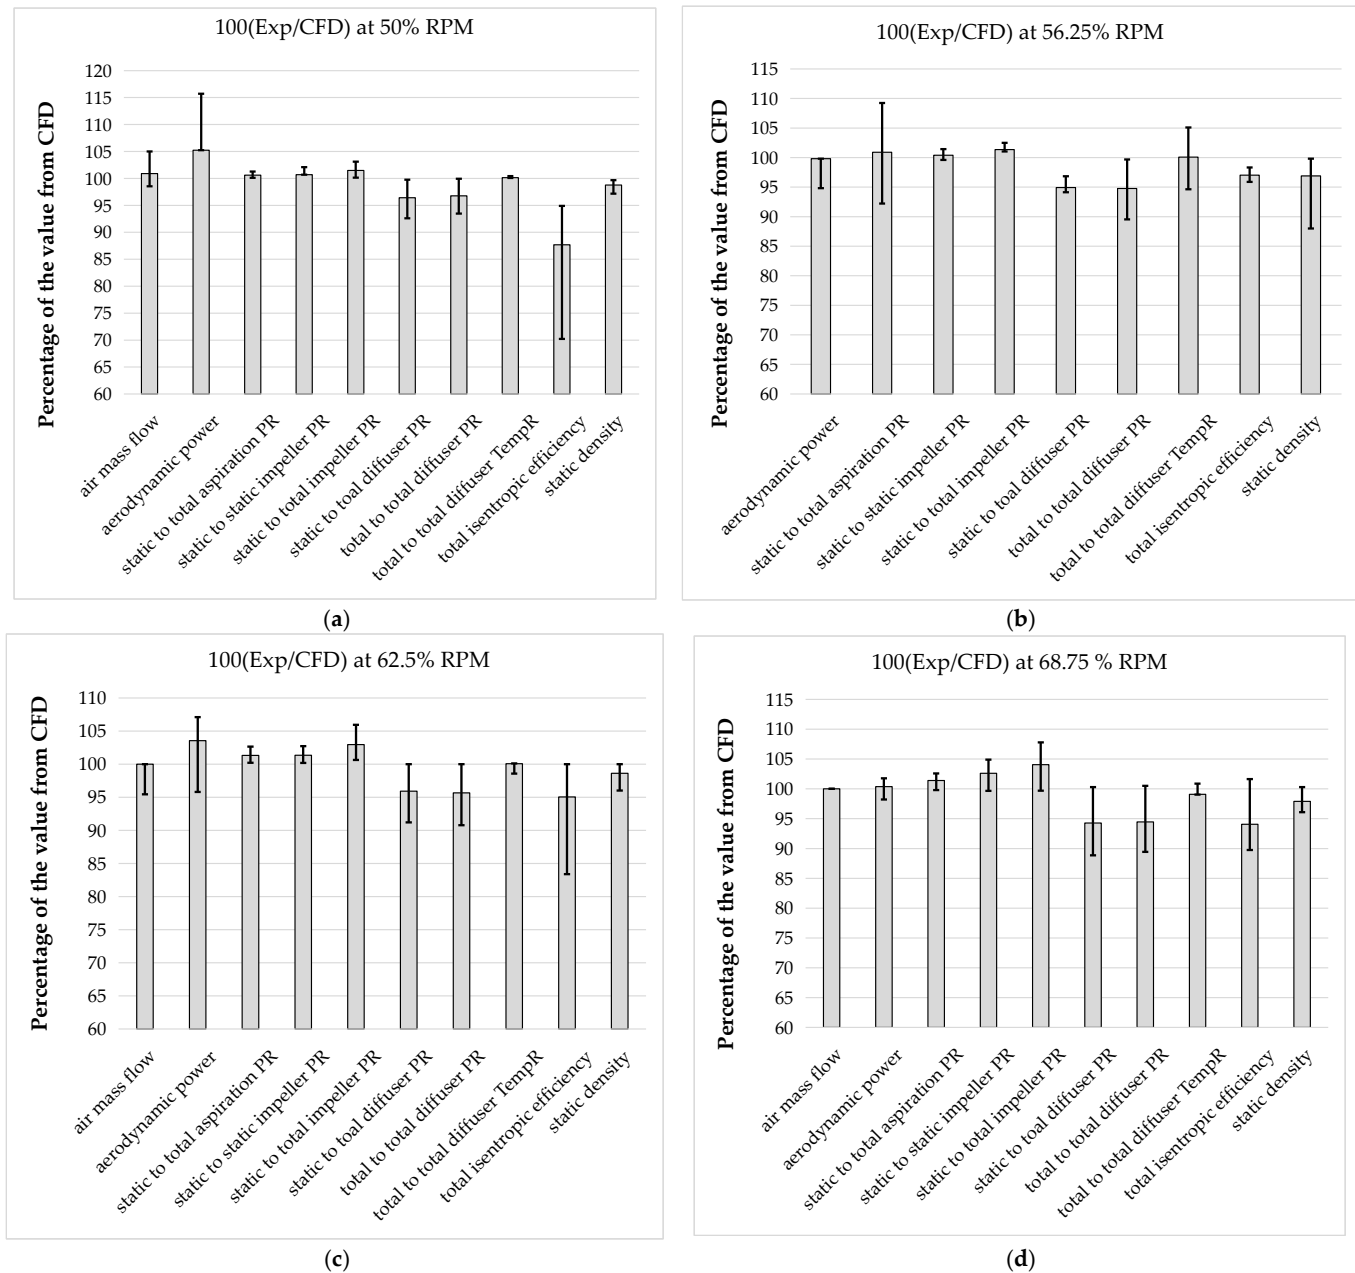 100(Exp/CFD) at 50% RPM
Percentage of the value from CFD
120
115
110
105
100
95
90
85
80
75
70
65
60
air mass flow
aerodynamic power
static to total aspiration PR
static to static impeller PR
static to total impeller PR
static to toal diffuser PR
total to total diffuser PR
total to total diffuser TempR
total isentropic efficiency
static density
(a)
100(Exp/CFD) at 56.25% RPM
Percentage of the value from CFD
115
110
105
100
95
90
85
80
75
70
65
60
aerodynamic power
static to total aspiration PR
static to static impeller PR
static to total impeller PR
static to toal diffuser PR
total to total diffuser PR
total to total diffuser TempR
total isentropic efficiency
static density
(b)
100(Exp/CFD) at 62.5% RPM
Percentage of the value from CFD
110
105
100
95
90
85
80
75
70
65
60
air mass flow
aerodynamic power
static to total aspiration PR
static to static impeller PR
static to total impeller PR
static to toal diffuser PR
total to total diffuser PR
total to total diffuser TempR
total isentropic efficiency
static density
(c)
100(Exp/CFD) at 68.75 % RPM
Percentage of the value from CFD
115
110
105
100
95
90
85
80
75
70
65
60
air mass flow
aerodynamic power
static to total aspiration PR
static to static impeller PR
static to total impeller PR
static to toal diffuser PR
total to total diffuser PR
total to total diffuser TempR
total isentropic efficiency
static density
(d)